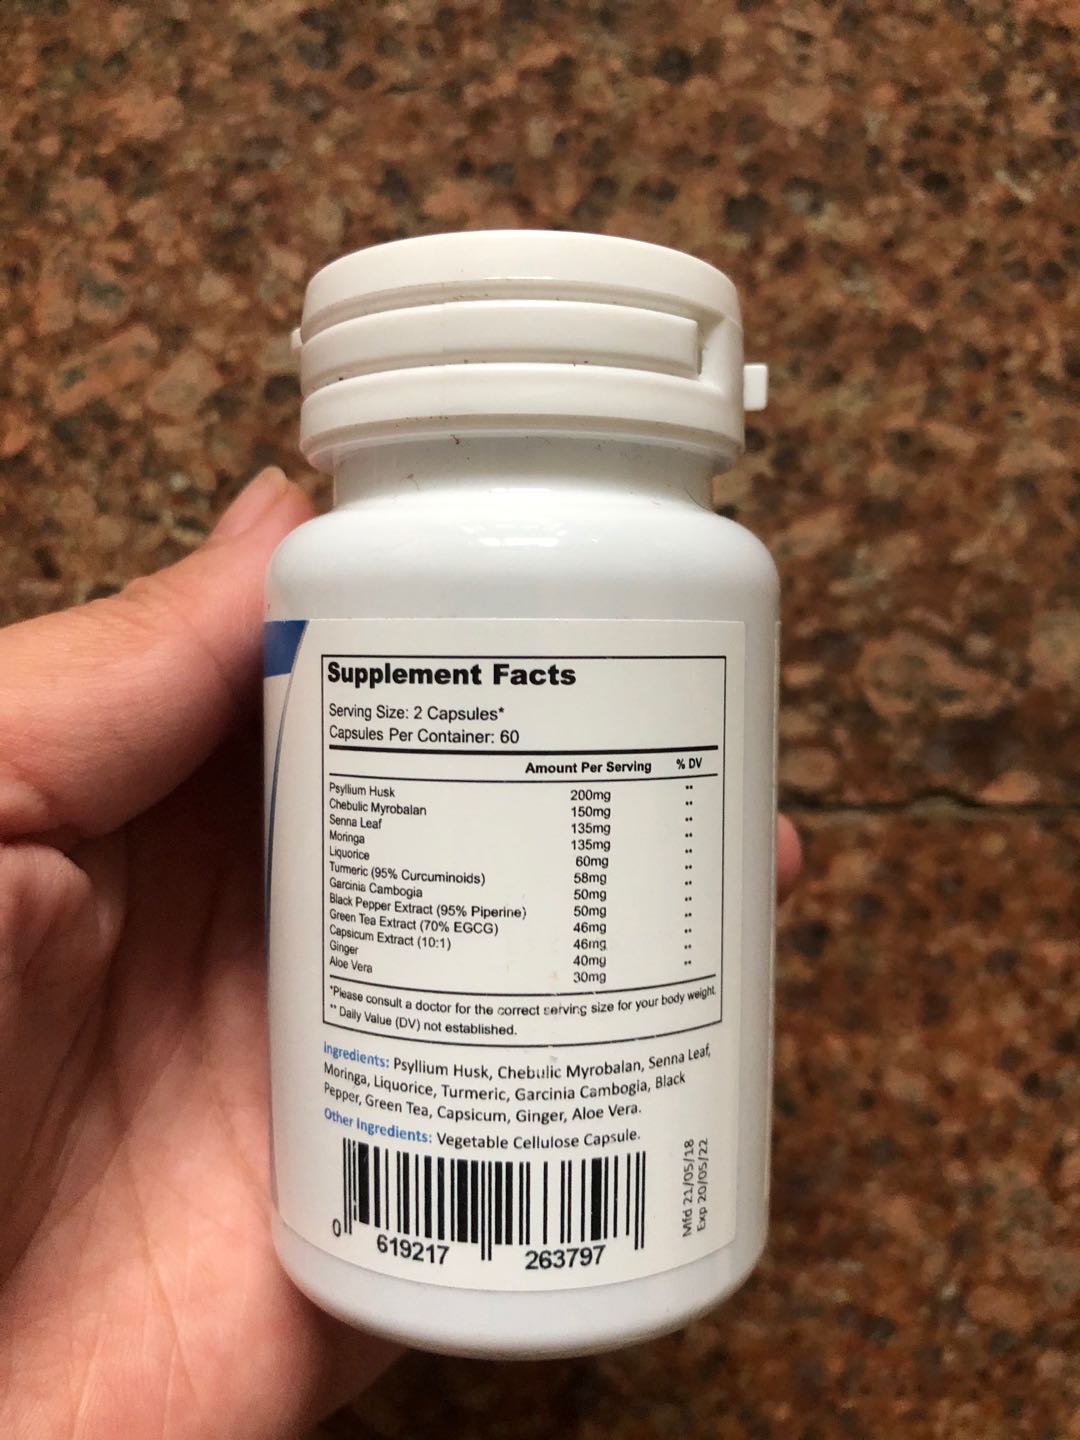 Supplement Facts
Serving Size: 2 Capsules*
Capsules Per Container: 60
Amount Per Serving % DV
Psyllium Husk 200mg **
Chebulic Myrobalan 150mg **
Senna Leaf 135mg **
Moringa 135mg **
Liquorice 60mg **
Turmeric (95% Curcuminoids) 58mg **
Garcinia Cambogia 50mg **
Black Pepper Extract (95% Piperine) 50mg **
Green Tea Extract (70% EGCG) 46mg **
Capsicum Extract (10:1) 46mg **
Ginger 40mg **
Aloe Vera 30mg **
*Please consult a doctor for the correct serving size for your body weight.
** Daily Value (DV) not established.
Ingredients: Psyllium Husk, Chebulic Myrobalan, Senna Leaf,
Moringa, Liquorice, Turmeric, Garcinia Cambogia, Black
Pepper, Green Tea, Capsicum, Ginger, Aloe Vera.
Other Ingredients: Vegetable Cellulose Capsule.
0 619217 263797
Mfd 21/05/18
Exp 20/05/22